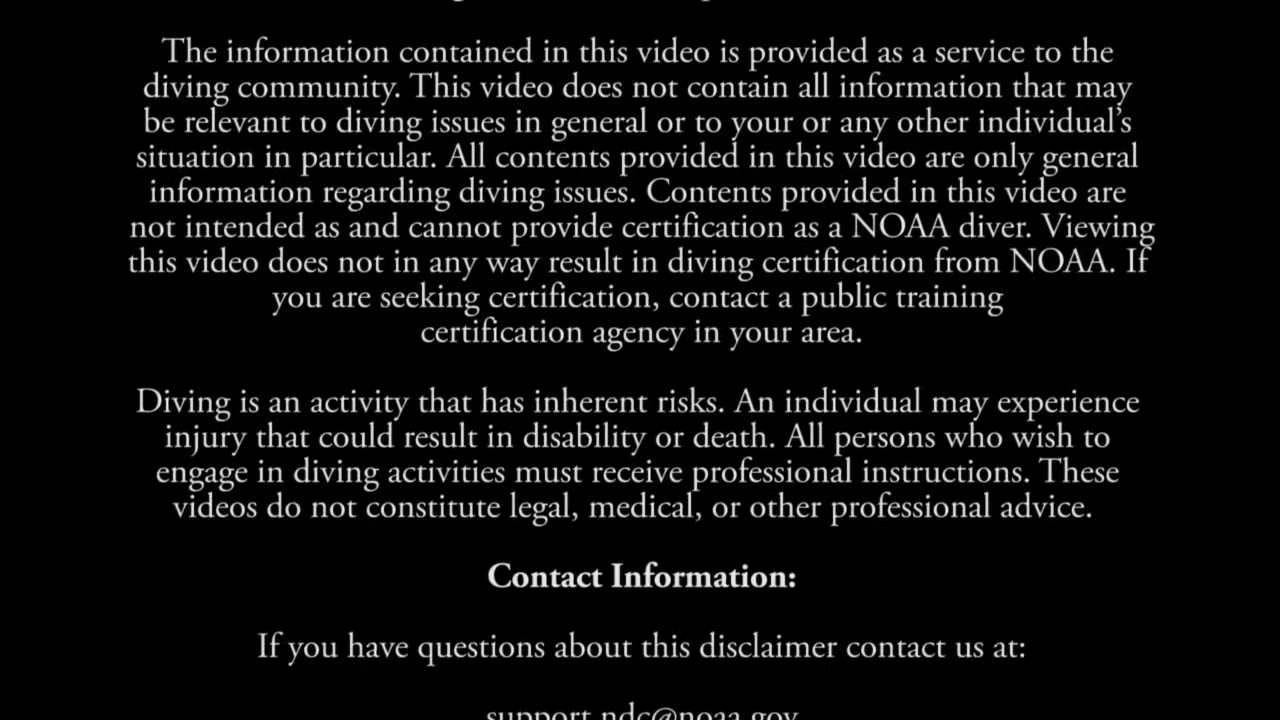 The information contained in this video is provided as a service to the
diving community. This video does not contain all information that may
be relevant to diving issues in general or to your or any other individual's
situation in particular. All contents provided in this video are only general
information regarding diving issues. Contents provided in this video are
not intended as and cannot provide certification as a NOAA diver. Viewing
this video does not in any way result in diving certification from NOAA. If
you are seeking certification, contact a public training
certification agency in your area.
Diving is an activity that has inherent risks. An individual may experience
injury that could result in disability or death. All persons who wish to
engage in diving activities must receive professional instructions. These
videos do not constitute legal, medical, or other professional advice.
Contact Information:
If you have questions about this disclaimer contact us at:
support.ndc@noaa.gov